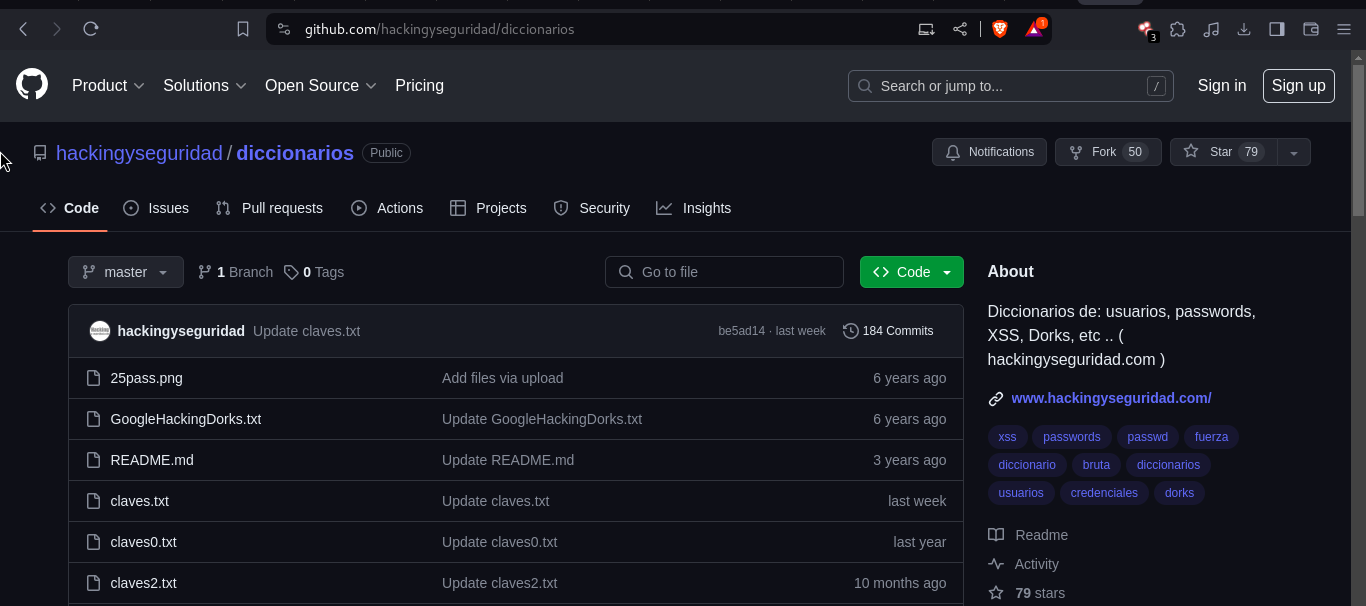 github.com/hackingyseguridad/diccionarios
1
3
Product Solutions Open Source Pricing
Search or jump to... /
Sign in Sign up
hackingyseguridad / diccionarios Public
Notifications Fork 50 Star 79
Code Issues Pull requests Actions Projects Security Insights
master 1 Branch 0 Tags Go to file Code
hackingyseguridad Update claves.txt be5ad14 · last week 184 Commits
25pass.png Add files via upload 6 years ago
GoogleHackingDorks.txt Update GoogleHackingDorks.txt 6 years ago
README.md Update README.md 3 years ago
claves.txt Update claves.txt last week
claves0.txt Update claves0.txt last year
claves2.txt Update claves2.txt 10 months ago
About
Diccionarios de: usuarios, passwords,
XSS, Dorks, etc .. (
hackingyseguridad.com )
www.hackingyseguridad.com/
xss passwords passwd fuerza
diccionario bruta diccionarios
usuarios credenciales dorks
Readme
Activity
79 stars